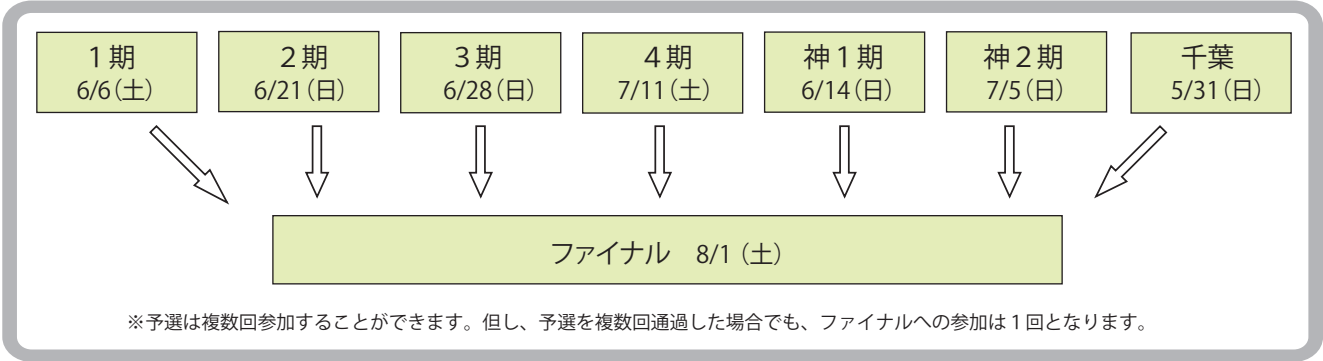 1期
6/6(土)
2期
6/21(日)
3期
6/28(日)
4期
7/11(土)
神1期
6/14(日)
神2期
7/5(日)
千葉
5/31(日)
ファイナル 8/1(土)
※予選は複数回参加することができます。但し、予選を複数回通過した場合でも、ファイナルへの参加は1回となります。